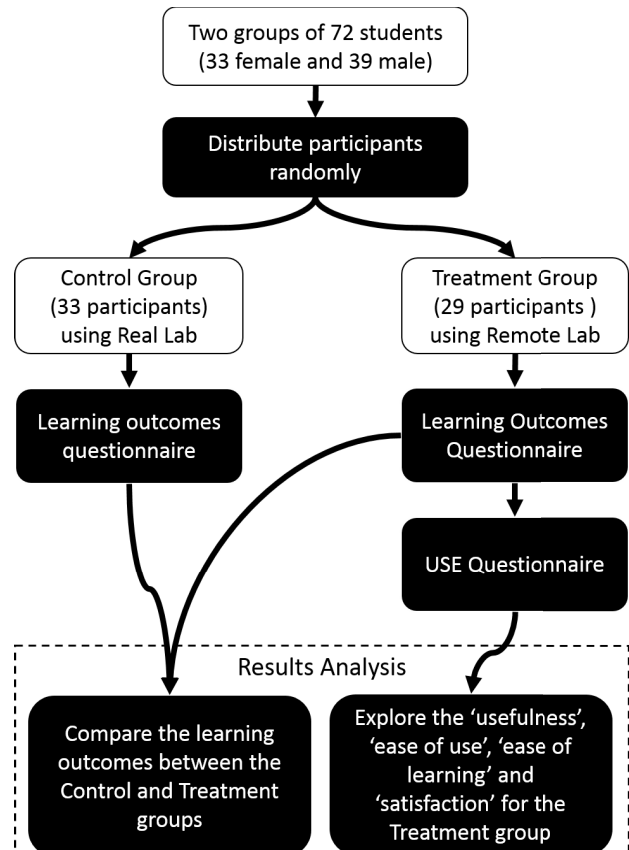 Two groups of 72 students
(33 female and 39 male)
Distribute participants
randomly
Control Group
(33 participants)
using Real Lab
Treatment Group
(29 participants )
using Remote Lab
Learning outcomes
questionnaire
Learning Outcomes
Questionnaire
USE Questionnaire
Results Analysis
Compare the learning
outcomes between the
Control and Treatment
groups
Explore the ‘usefulness’,
‘ease of use’, ‘ease of
learning’ and
‘satisfaction’ for the
Treatment group